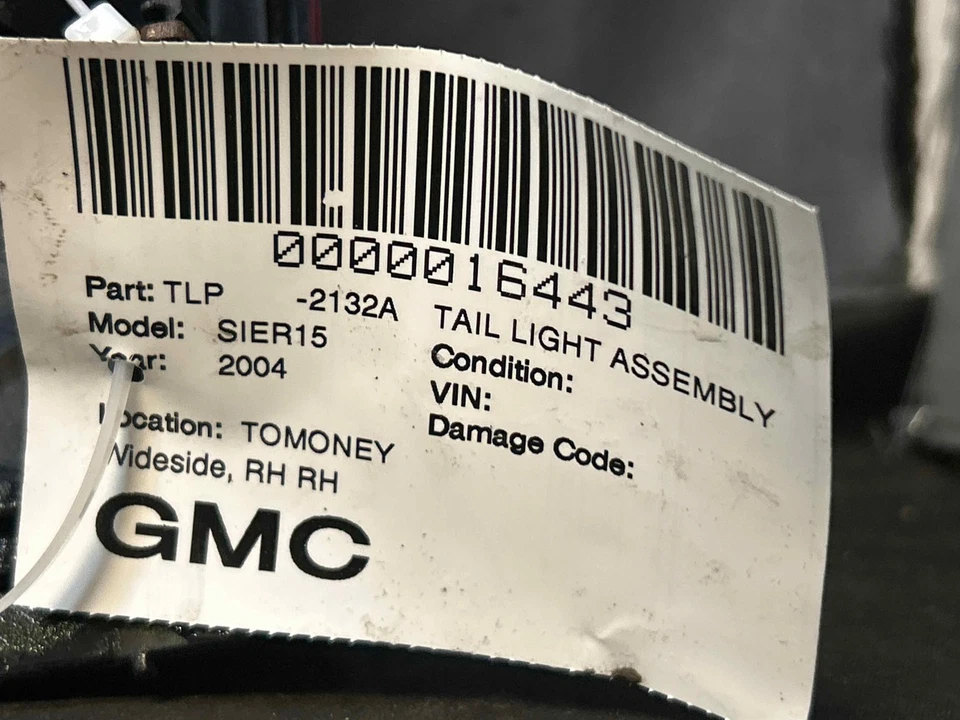 0000016443
Part: TLP -2132A TAIL LIGHT ASSEMBLY
Model: SIER15 Condition:
Year: 2004 VIN:
Location: TOMONEY Damage Code:
Wideside, RH RH
GMC